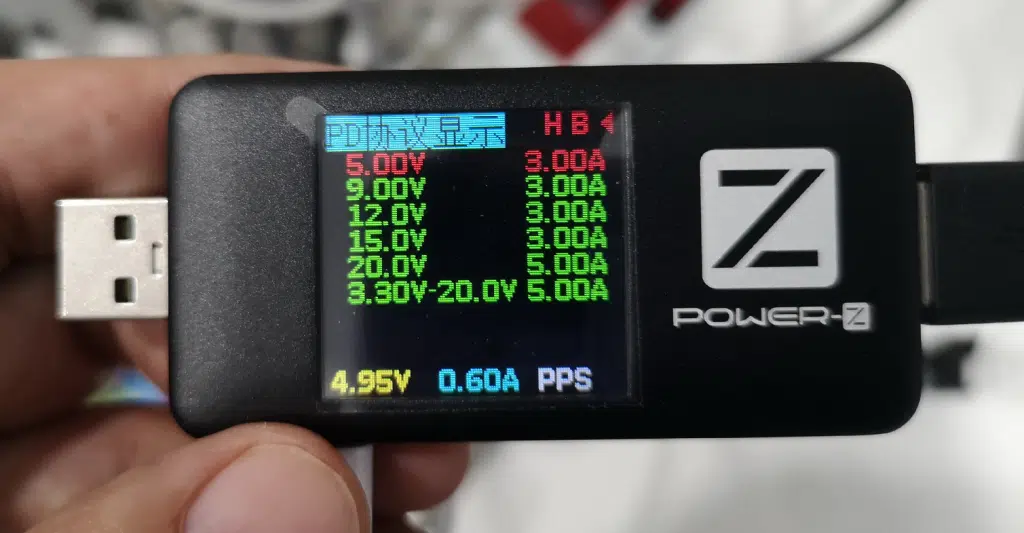 PD协议显示 HB
5.00V 3.00A
9.00V 3.00A
12.0V 3.00A
15.0V 3.00A
20.0V 5.00A
3.30V-20.0V 5.00A
4.95V 0.60A PPS
Z
POWER-Z